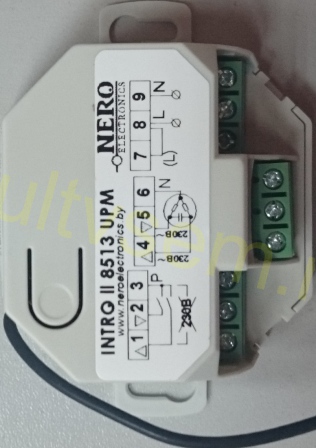 NERO
ELECTRONICS
INTRO II 8513 UPM
www.neroelectronics.by
△1 ▽2 3 △4 ▽5 6 7 8 9
P N (L) L N
~230В ~230В
230В
ultvsem.